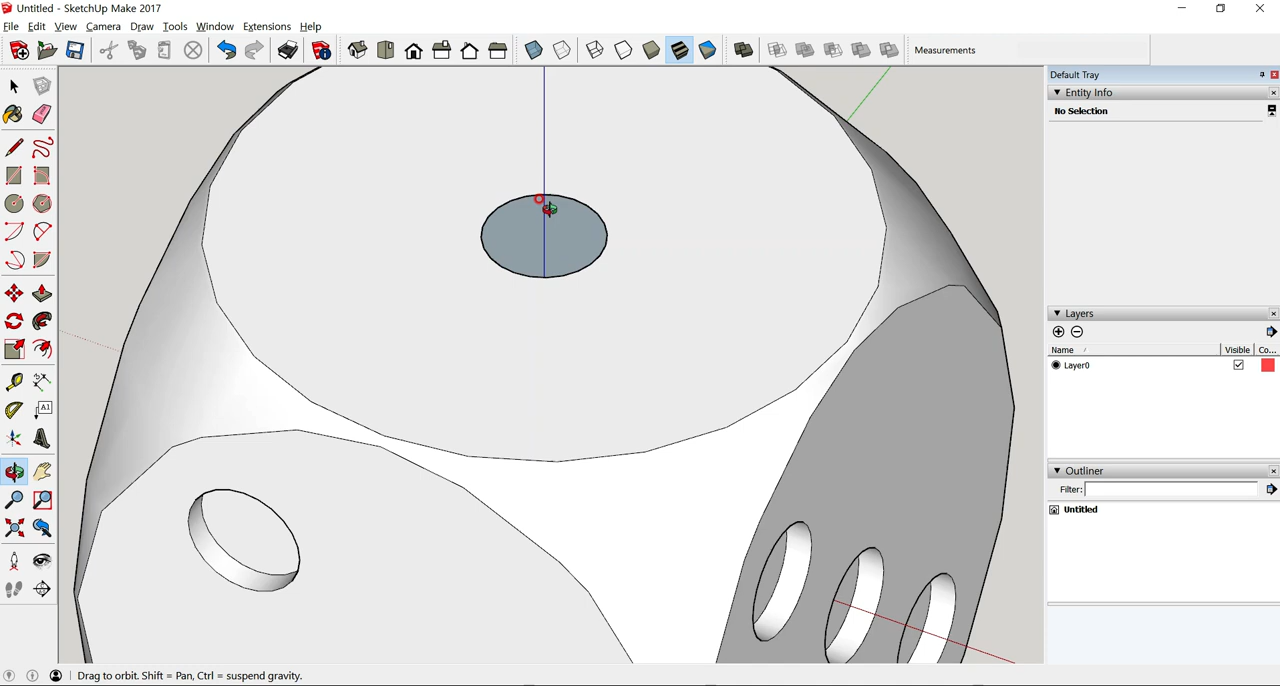 Untitled - SketchUp Make 2017
File Edit View Camera Draw Tools Window Extensions Help
Measurements
Default Tray
Entity Info
No Selection
Layers
Name Visible Co...
Layer0
Outliner
Filter:
Untitled
A1
Drag to orbit. Shift = Pan, Ctrl = suspend gravity.